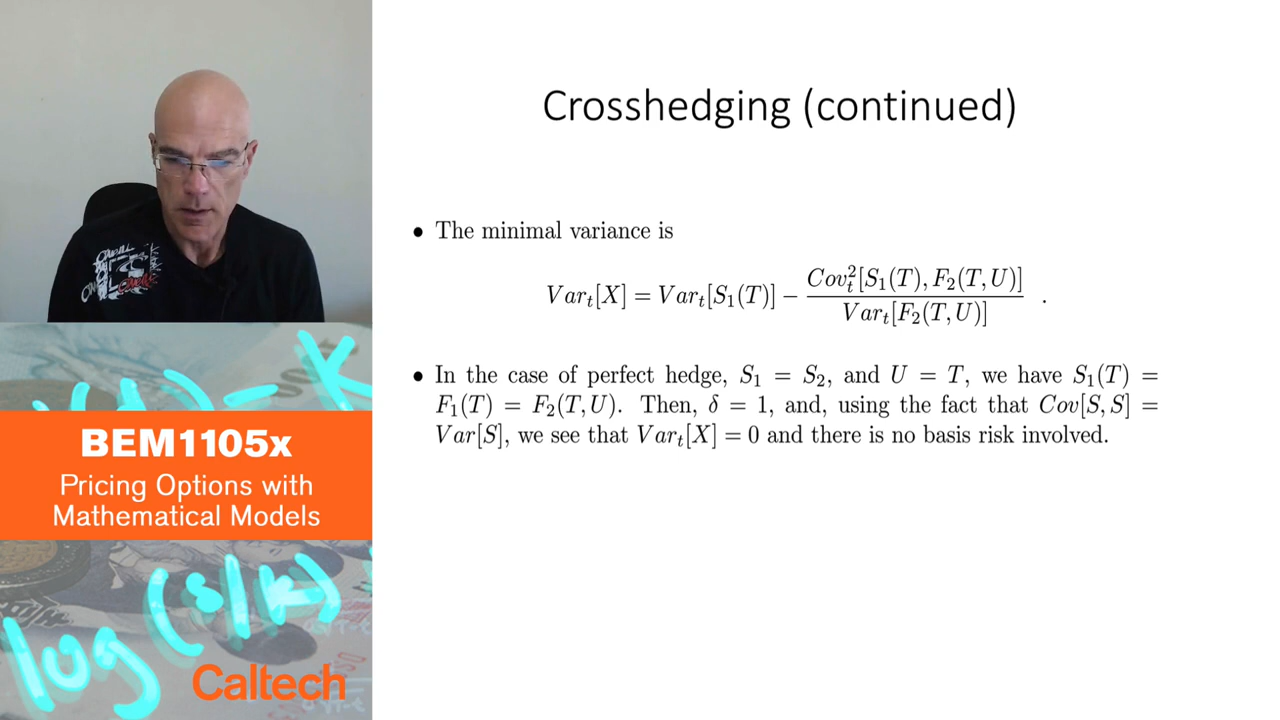 Crosshedging (continued)
• The minimal variance is
Var_t[X] = Var_t[S_1(T)] − Cov_t^2[S_1(T), F_2(T,U)] / Var_t[F_2(T,U)] .
• In the case of perfect hedge, S_1 = S_2, and U = T, we have S_1(T) =
F_1(T) = F_2(T,U). Then, δ = 1, and, using the fact that Cov[S,S] =
Var[S], we see that Var_t[X] = 0 and there is no basis risk involved.
BEM1105x
Pricing Options with
Mathematical Models
log(s/k)
Caltech